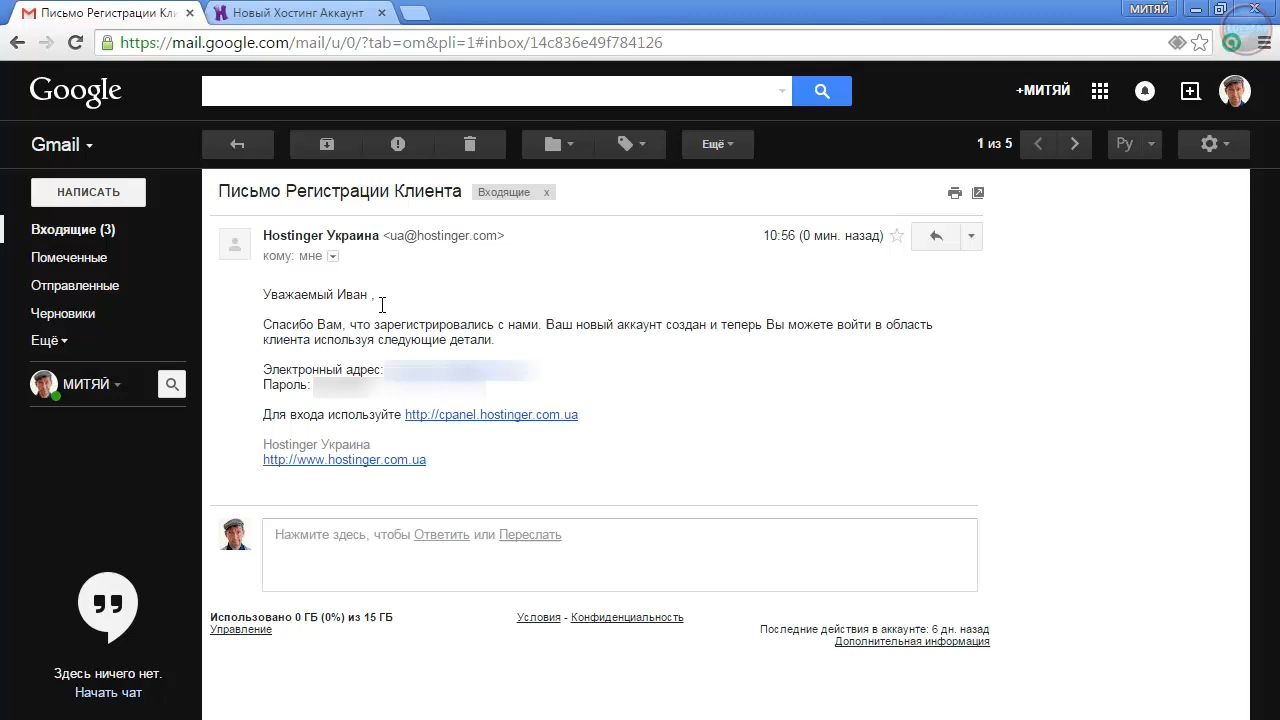 Письмо Регистрации Кли
Новый Хостинг Аккаунт
МИТЯЙ
https://mail.google.com/mail/u/0/?tab=om&pli=1#inbox/14c836e49f784126
Google
+МИТЯЙ
Gmail
Ещё
1 из 5
Ру
НАПИСАТЬ
Входящие (3)
Помеченные
Отправленные
Черновики
Ещё
МИТЯЙ
Здесь ничего нет.
Начать чат
Письмо Регистрации Клиента
Входящие x
Hostinger Украина <ua@hostinger.com>
10:56 (0 мин. назад)
кому: мне
Уважаемый Иван ,
Спасибо Вам, что зарегистрировались с нами. Ваш новый аккаунт создан и теперь Вы можете войти в область
клиента используя следующие детали.
Электронный адрес:
Пароль:
Для входа используйте http://cpanel.hostinger.com.ua
Hostinger Украина
http://www.hostinger.com.ua
Нажмите здесь, чтобы Ответить или Переслать
Использовано 0 ГБ (0%) из 15 ГБ
Управление
Условия - Конфиденциальность
Последние действия в аккаунте: 6 дн. назад
Дополнительная информация